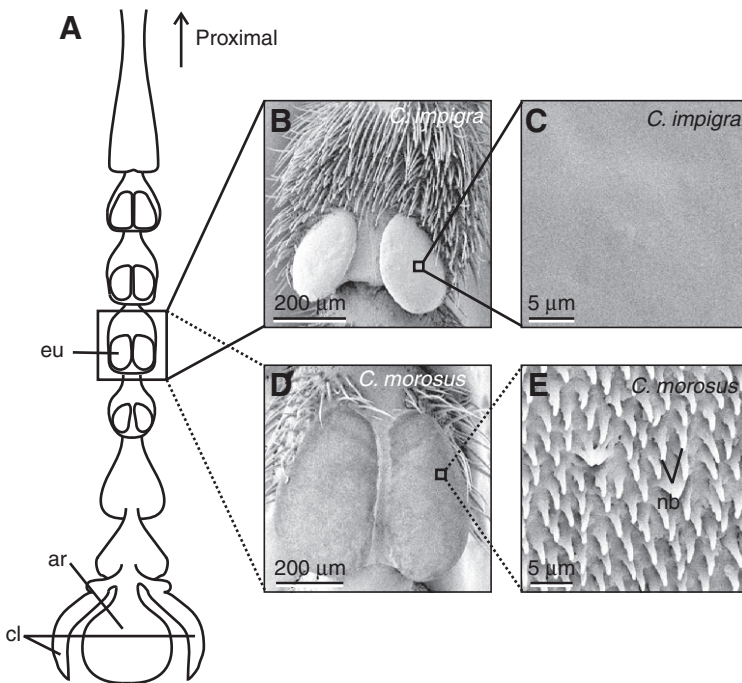 A
Proximal
B
C. impigra
200 μm
C
C. impigra
5 μm
eu
D
C. morosus
200 μm
E
C. morosus
nb
5 μm
ar
cl